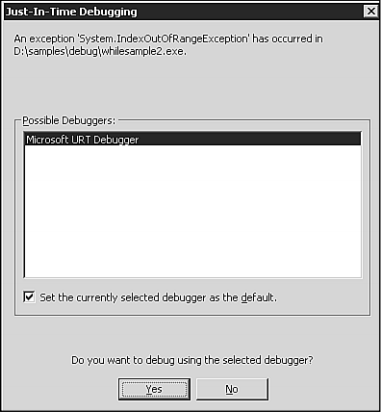 Just-In-Time Debugging
An exception 'System.IndexOutOfRangeException' has occurred in
D:\samples\debug\whilesample2.exe.
Possible Debuggers:
Microsoft URT Debugger
Set the currently selected debugger as the default.
Do you want to debug using the selected debugger?
Yes
No